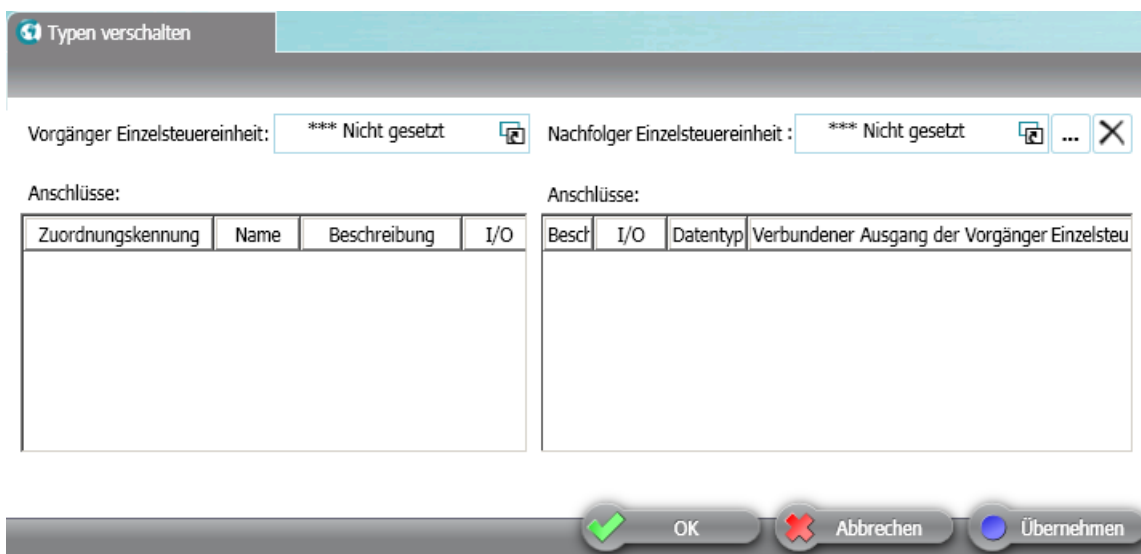 Typen verschalten
Vorgänger Einzelsteuereinheit: *** Nicht gesetzt
Nachfolger Einzelsteuereinheit : *** Nicht gesetzt ...
Anschlüsse:
Anschlüsse:
Zuordnungskennung Name Beschreibung I/O
Besch I/O Datentyp Verbundener Ausgang der Vorgänger Einzelsteu
OK Abbrechen Übernehmen